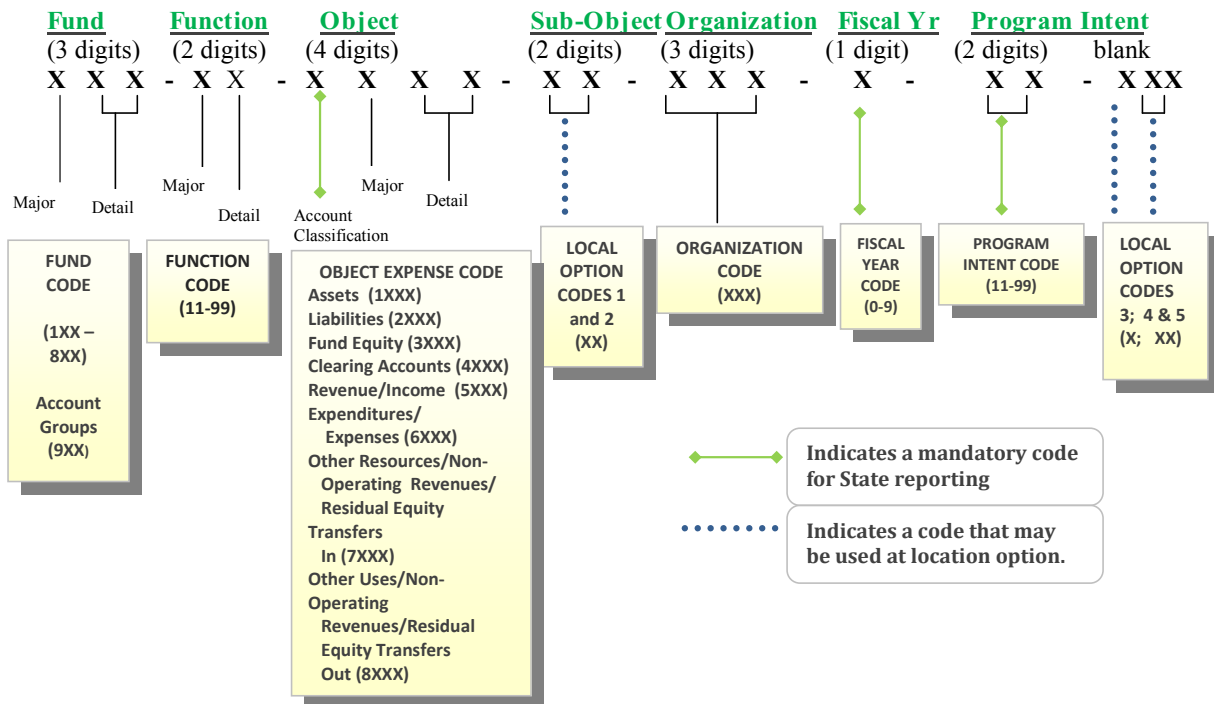 Fund Function Object Sub-Object Organization Fiscal Yr Program Intent
(3 digits) (2 digits) (4 digits) (2 digits) (3 digits) (1 digit) (2 digits) blank
X X X - X X - X X X X - X X - X X X - X - X X - X XX
Major
Detail
Major
Detail
Account
Classification
Major
Detail
FUND
CODE
(1XX –
8XX)
Account
Groups
(9XX)
FUNCTION
CODE
(11-99)
OBJECT EXPENSE CODE
Assets (1XXX)
Liabilities (2XXX)
Fund Equity (3XXX)
Clearing Accounts (4XXX)
Revenue/Income (5XXX)
Expenditures/
Expenses (6XXX)
Other Resources/Non-
Operating Revenues/
Residual Equity
Transfers
In (7XXX)
Other Uses/Non-
Operating
Revenues/Residual
Equity Transfers
Out (8XXX)
LOCAL
OPTION
CODES 1
and 2
(XX)
ORGANIZATION
CODE
(XXX)
FISCAL
YEAR
CODE
(0-9)
PROGRAM
INTENT CODE
(11-99)
LOCAL
OPTION
CODES
3; 4 & 5
(X; XX)
Indicates a mandatory code
for State reporting
Indicates a code that may
be used at location option.